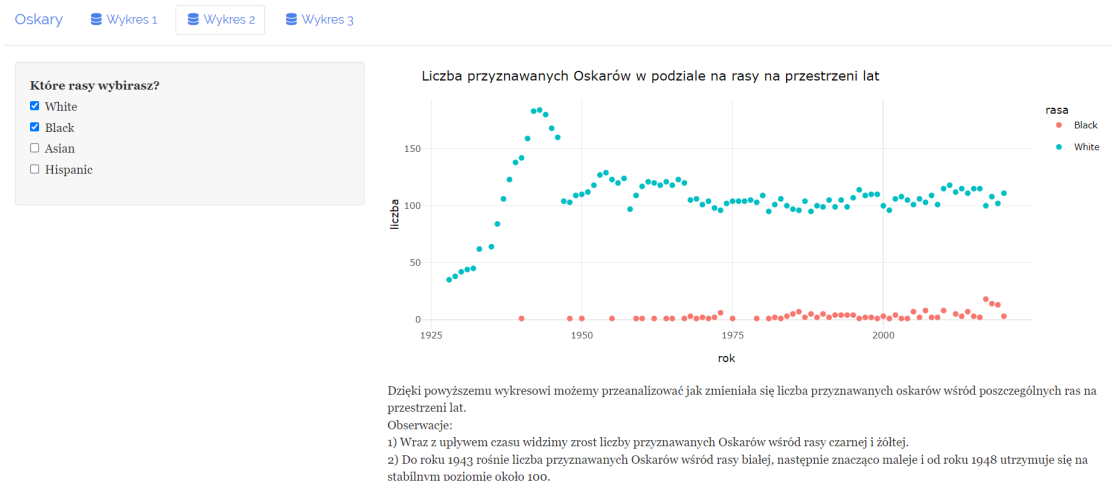 Oskary Wykres 1 Wykres 2 Wykres 3
Które rasy wybirasz?
White
Black
Asian
Hispanic
Liczba przyznawanych Oskarów w podziale na rasy na przestrzeni lat
rasa
Black
White
liczba
150
100
50
0
1925 1950 1975 2000
rok
Dzięki powyższemu wykresowi możemy przeanalizować jak zmieniała się liczba przyznawanych oskarów wśród poszczególnych ras na
przestrzeni lat.
Obserwacje:
1) Wraz z upływem czasu widzimy zrost liczby przyznawanych Oskarów wśród rasy czarnej i żółtej.
2) Do roku 1943 rośnie liczba przyznawanych Oskarów wśród rasy białej, następnie znacząco maleje i od roku 1948 utrzymuje się na
stabilnym poziomie około 100.